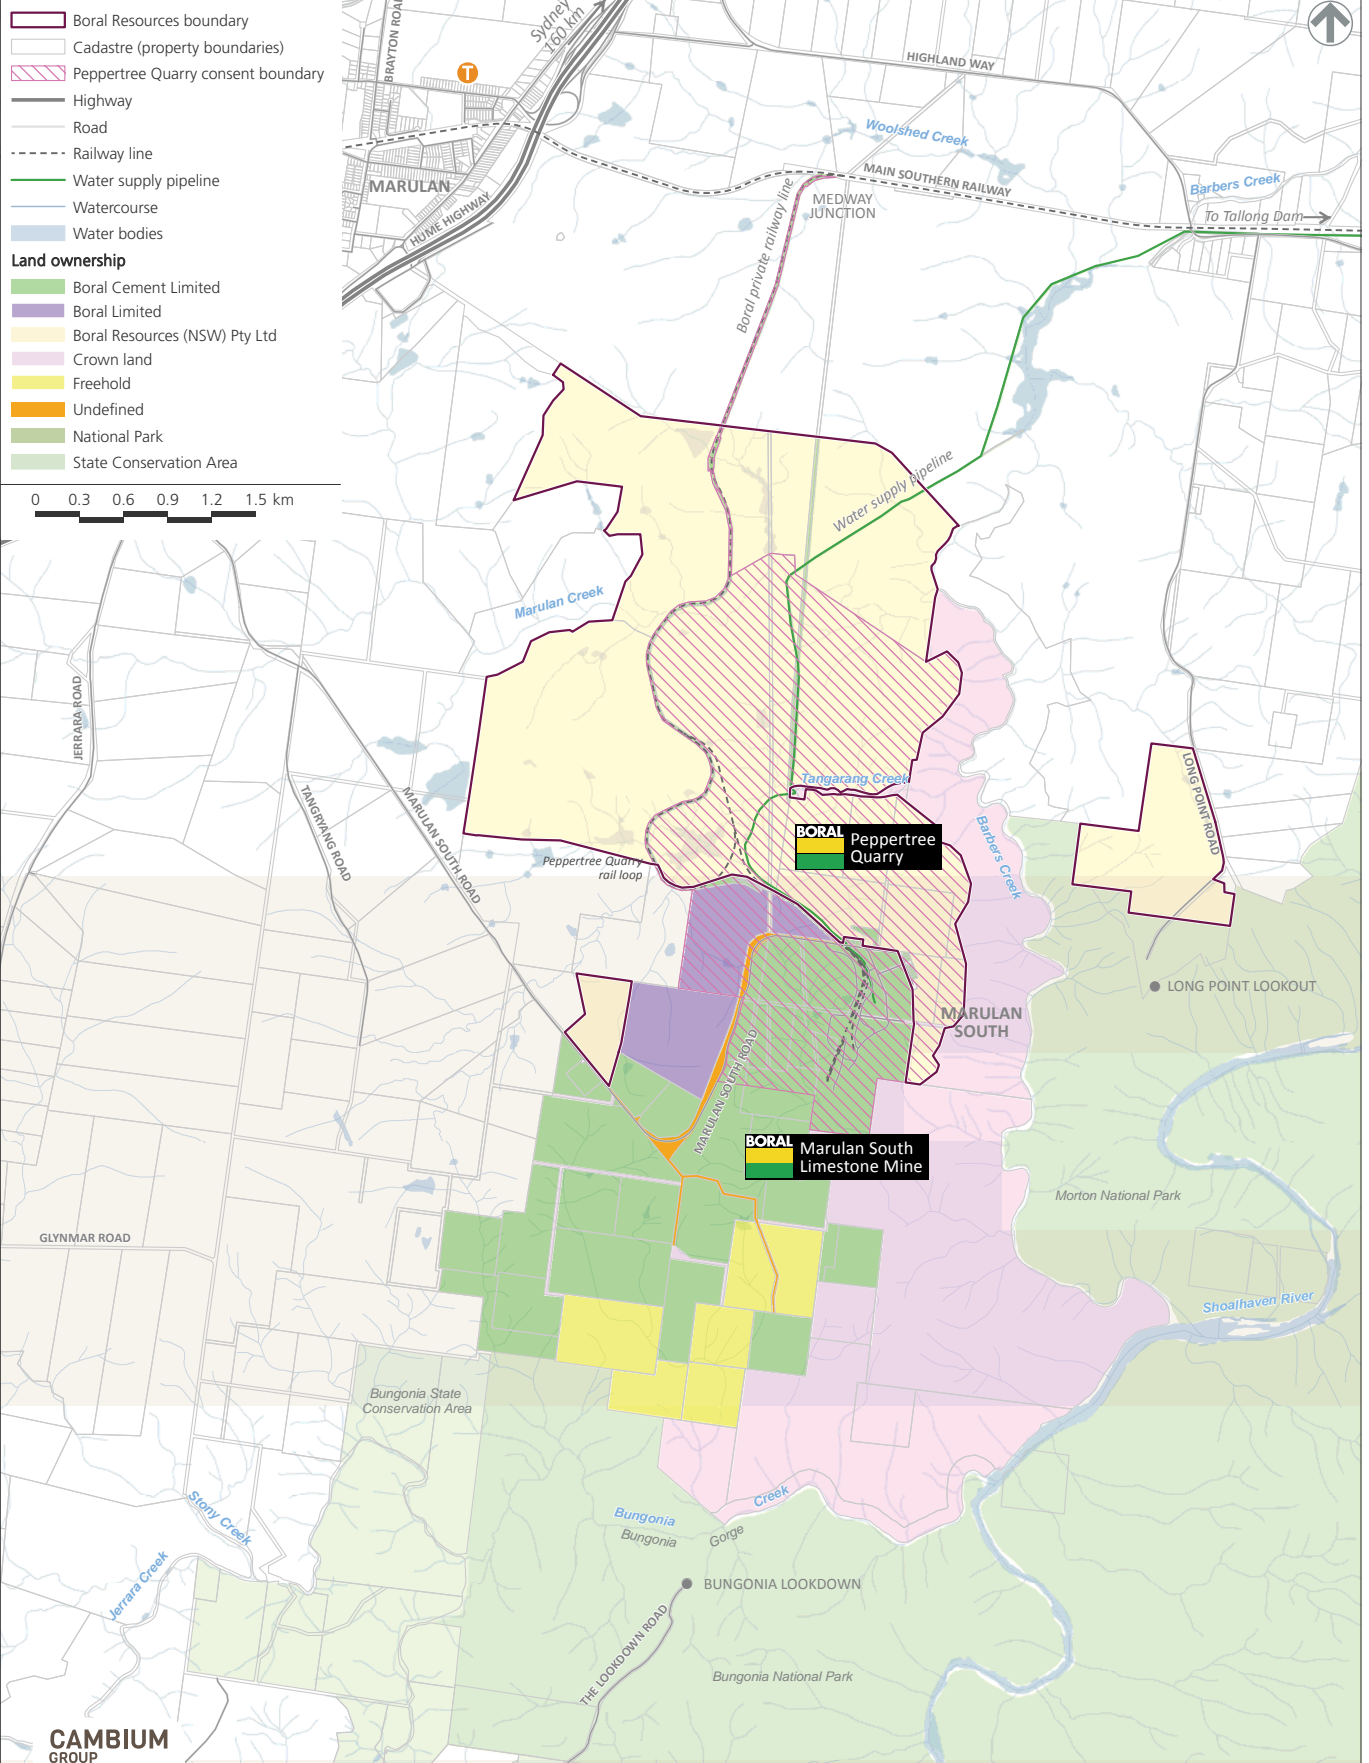 Boral Resources boundary
Cadastre (property boundaries)
Peppertree Quarry consent boundary
Highway
Road
Railway line
Water supply pipeline
Watercourse
Water bodies
Land ownership
Boral Cement Limited
Boral Limited
Boral Resources (NSW) Pty Ltd
Crown land
Freehold
Undefined
National Park
State Conservation Area
0 0.3 0.6 0.9 1.2 1.5 km
BRAYTON ROAD
T
Sydney
160 km
HIGHLAND WAY
Woolshed Creek
MARULAN
HUME HIGHWAY
MAIN SOUTHERN RAILWAY
MEDWAY
JUNCTION
Barbers Creek
To Tallong Dam
Boral private railway line
Water supply pipeline
Marulan Creek
JERRARA ROAD
TANGRYANG ROAD
MARULAN SOUTH ROAD
Tangarang Creek
LONG POINT ROAD
BORAL
Peppertree
Quarry
Barbers Creek
Peppertree Quarry
rail loop
LONG POINT LOOKOUT
MARULAN
SOUTH
MARULAN SOUTH ROAD
BORAL
Marulan South
Limestone Mine
Morton National Park
GLYNMAR ROAD
Shoalhaven River
Bungonia State
Conservation Area
Stony Creek
Bungonia
Creek
Bungonia
Gorge
Jerrara Creek
BUNGONIA LOOKDOWN
THE LOOKDOWN ROAD
Bungonia National Park
CAMBIUM
GROUP